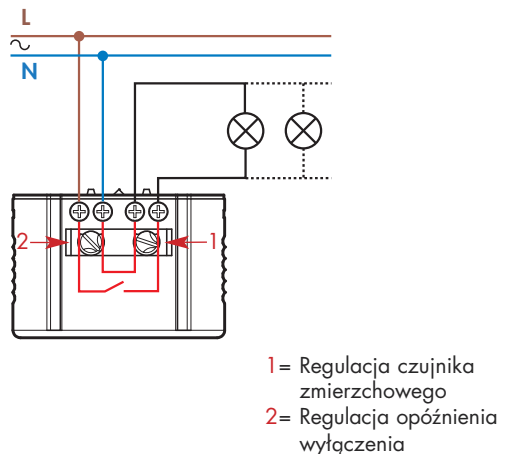 L
N
2
1
1= Regulacja czujnika
zmierzchowego
2= Regulacja opóźnienia
wyłączenia